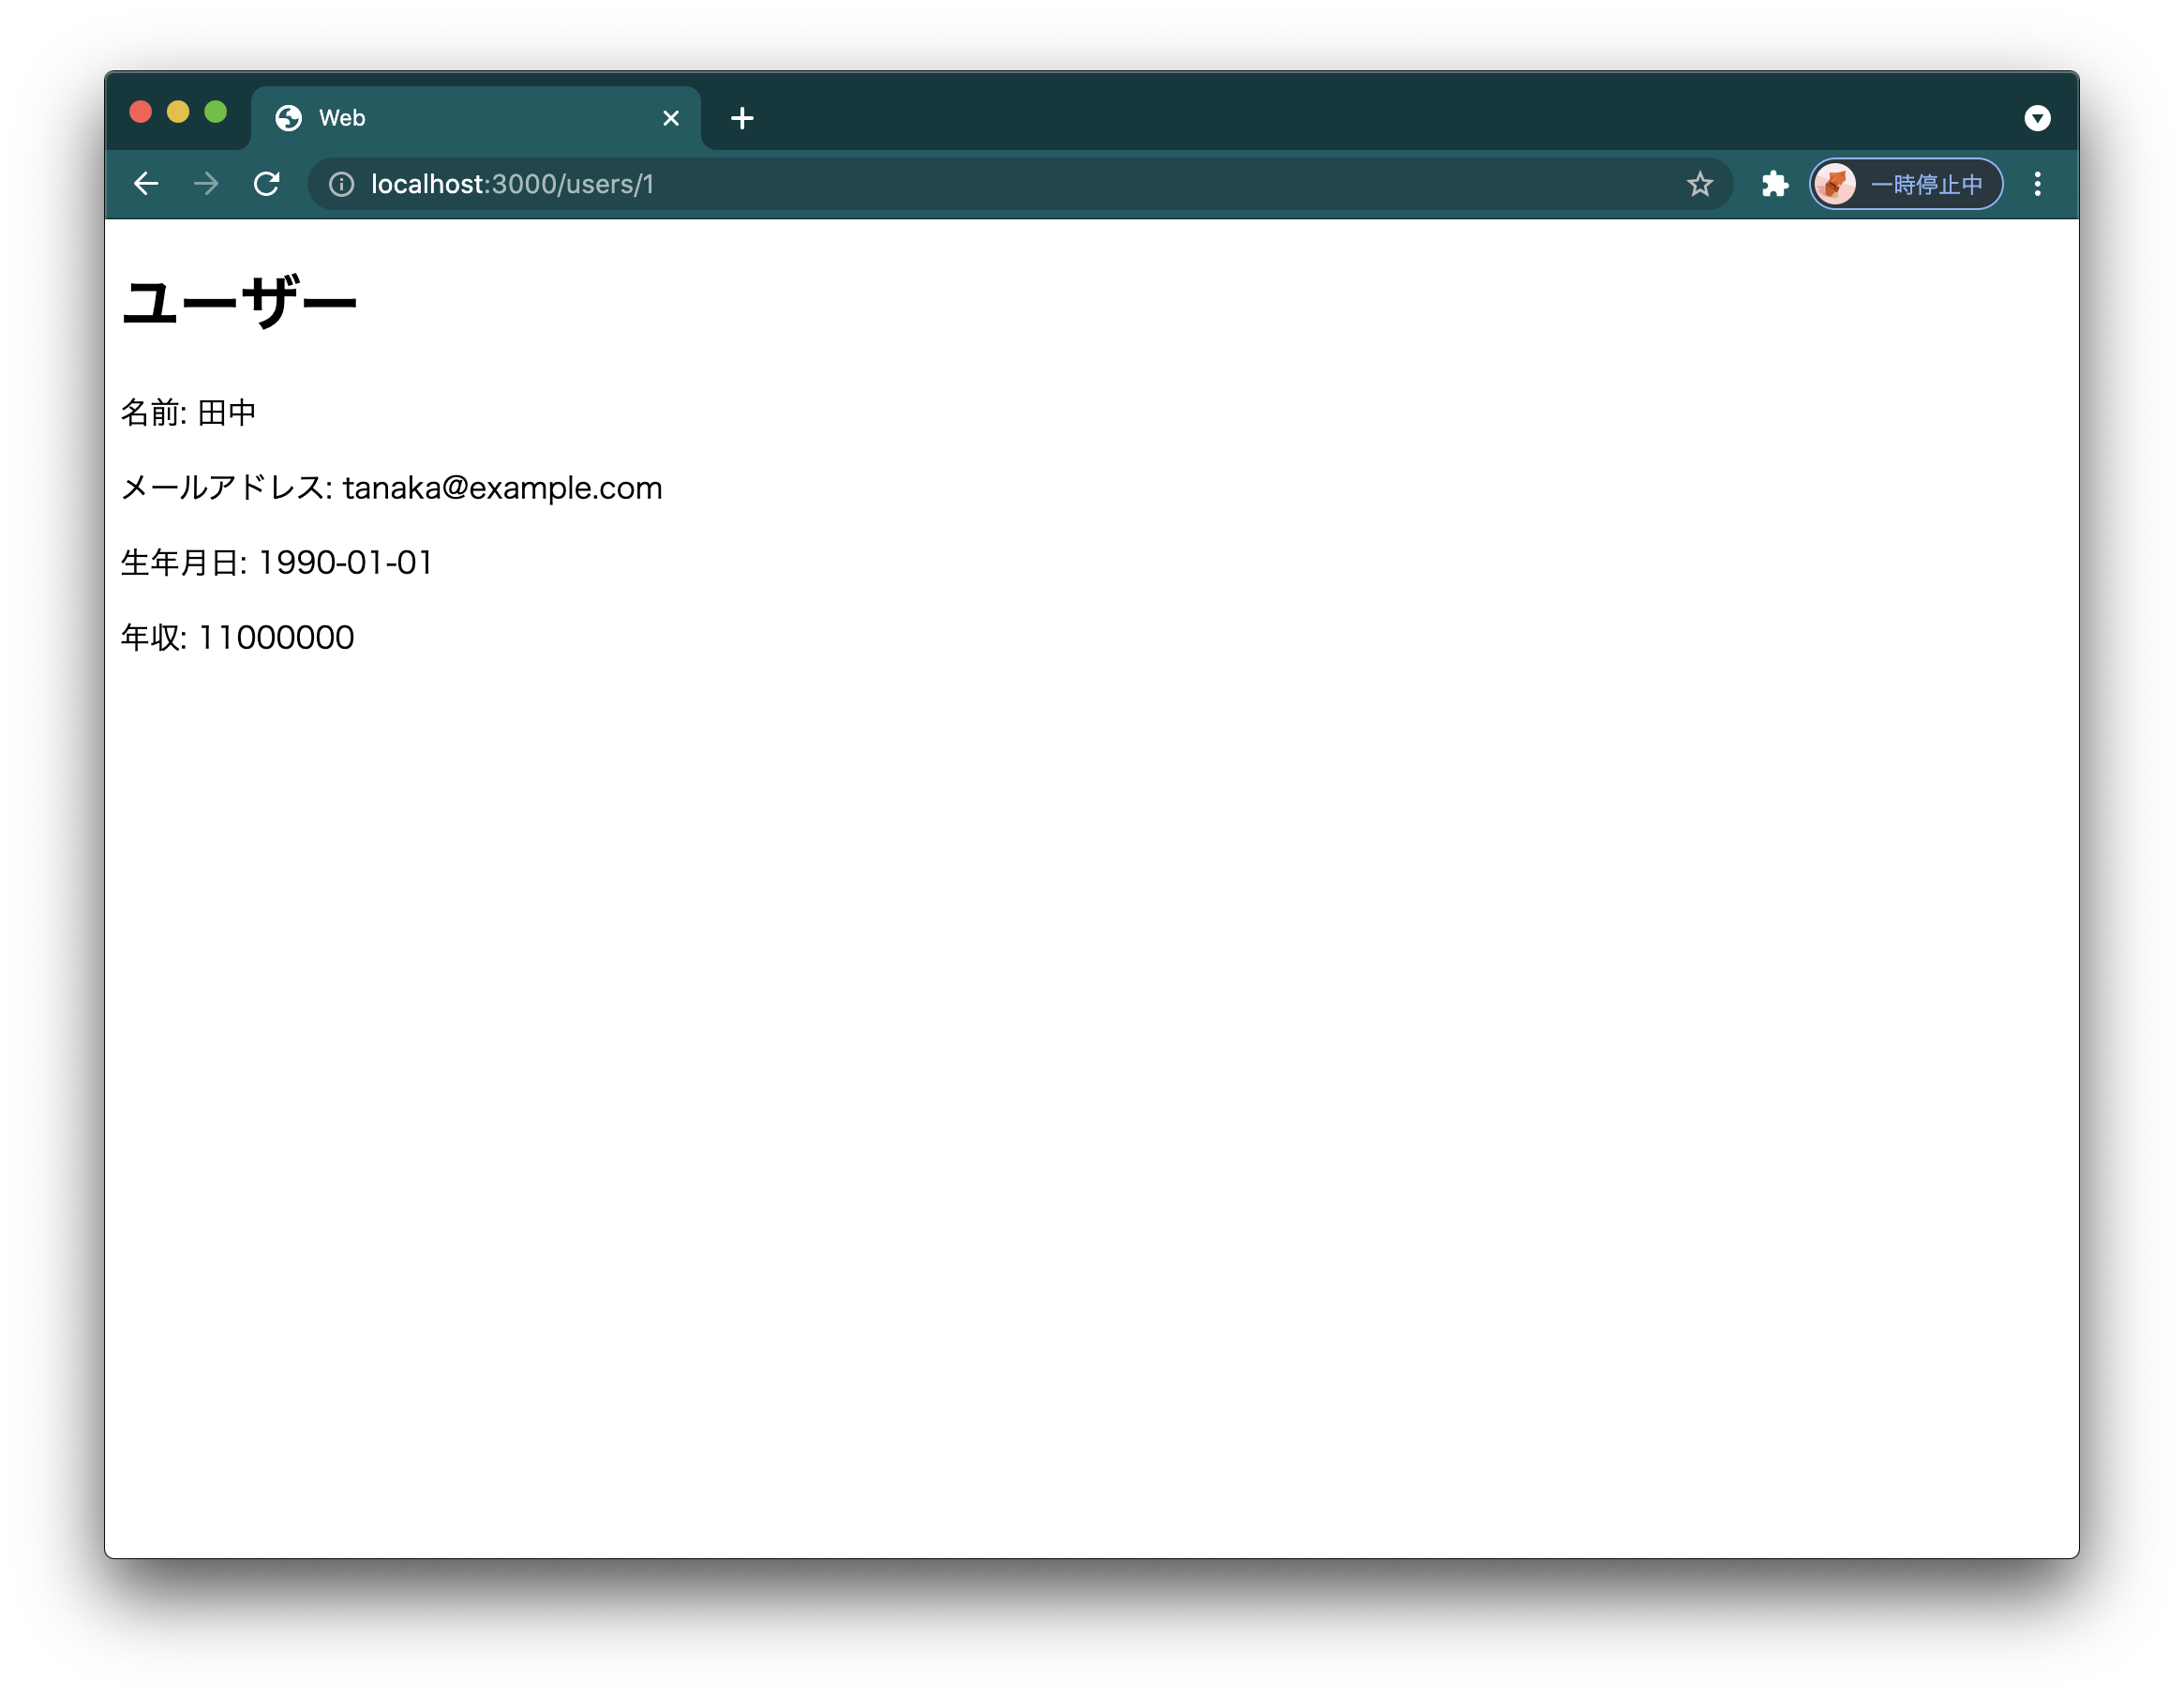 Web
localhost:3000/users/1
一時停止中
ユーザー
名前: 田中
メールアドレス: tanaka@example.com
生年月日: 1990-01-01
年収: 11000000